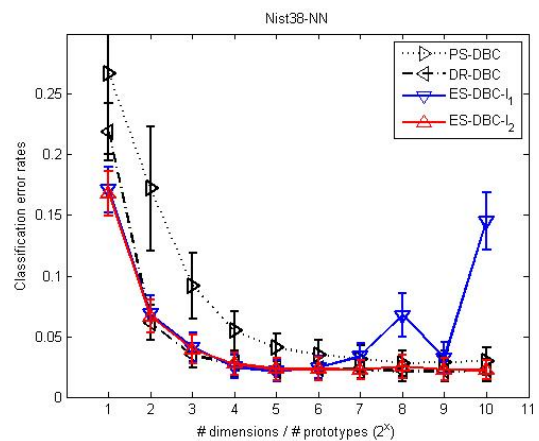 Nist38-NN
PS-DBC
DR-DBC
ES-DBC-I₁
ES-DBC-I₂
Classification error rates
0.25
0.2
0.15
0.1
0.05
0
1 2 3 4 5 6 7 8 9 10
# dimensions / # prototypes (2ˣ)